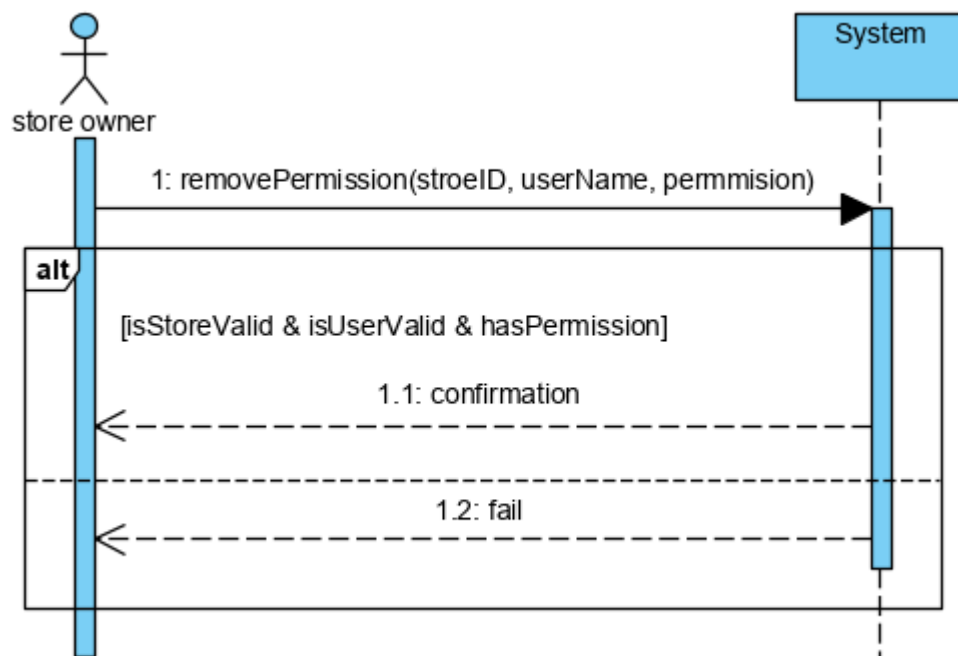 System
store owner
1: removePermission(stroeID, userName, permmision)
alt
[isStoreValid & isUserValid & hasPermission]
1.1: confirmation
1.2: fail